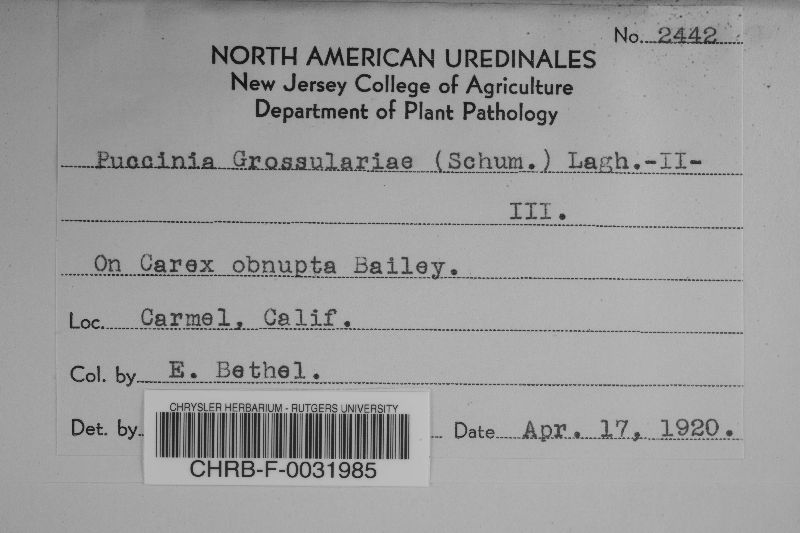 No. 2442
NORTH AMERICAN UREDINALES
New Jersey College of Agriculture
Department of Plant Pathology
Puccinia Grossulariae (Schum.) Lagh.-II-
III.
On Carex obnupta Bailey.
Loc. Carmel, Calif.
Col. by E. Bethel.
Det. by Date Apr. 17, 1920.
CHRYSLER HERBARIUM - RUTGERS UNIVERSITY
CHRB-F-0031985